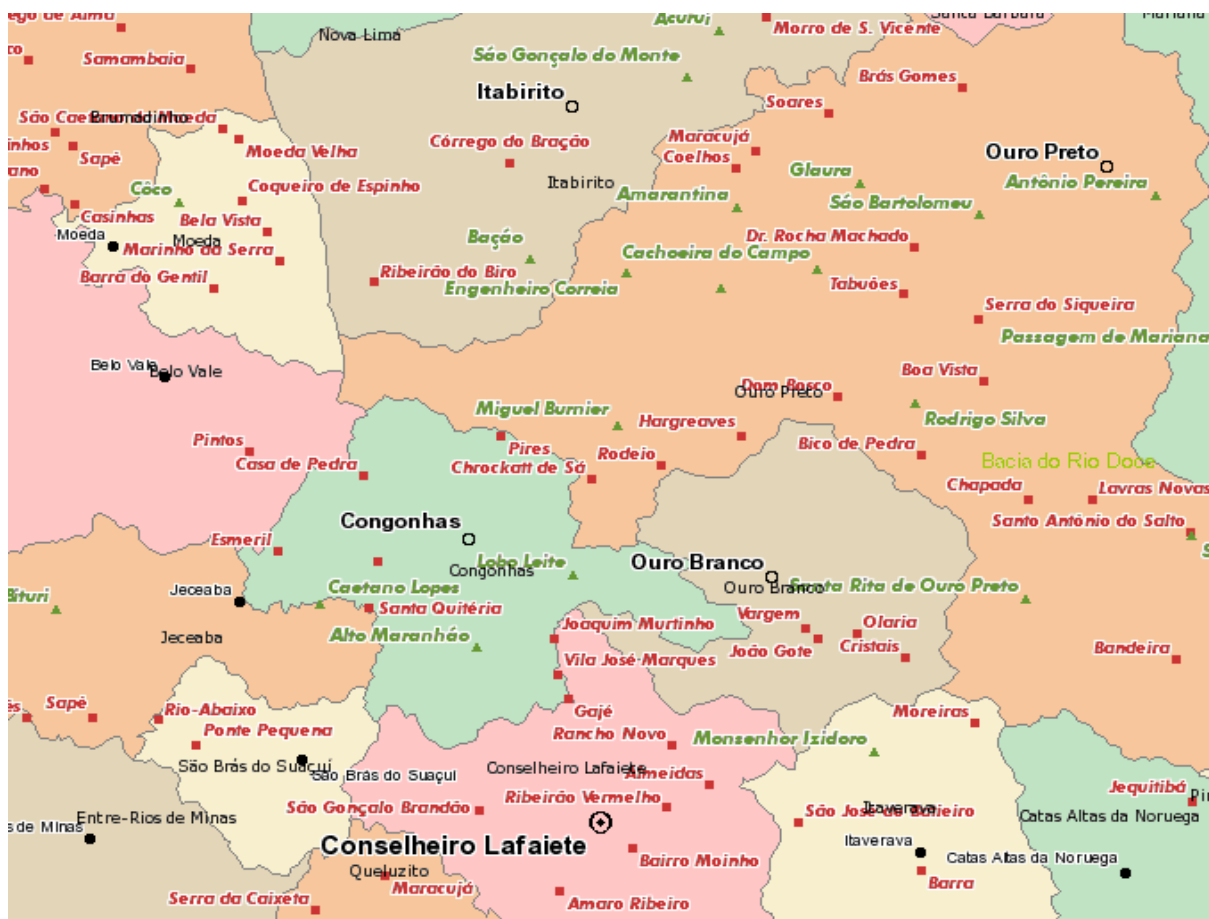 Santa Bárbara
Mariana
Acuruí
Morro de S. Vicente
Nova Lima
São Gonçalo do Monte
Samambaia
Brás Gomes
Itabirito
Soares
Brumadinho
Moeda Velha
Córrego do Bração
Maracujá
Coelhos
Ouro Preto
Sapê
Glaura
Antônio Pereira
Côco
Coqueiro de Espinho
Itabirito
Amarantina
São Bartolomeu
Casinhas
Bela Vista
Moeda
Moeda
Marinho da Serra
Bação
Dr. Rocha Machado
Cachoeira do Campo
Barra do Gentil
Ribeirão do Biro
Engenheiro Correia
Tabuões
Serra do Siqueira
Passagem de Mariana
Belo Vale
Belo Vale
Boa Vista
Dom Bosco
Ouro Preto
Miguel Burnier
Hargreaves
Rodrigo Silva
Pintos
Pires
Bico de Pedra
Casa de Pedra
Chrockatt de Sá
Rodeio
Bacia do Rio Doce
Chapada
Lavras Novas
Congonhas
Santo Antônio do Salto
Esmeril
Lobo Leite
Ouro Branco
S
Congonhas
Ouro Branco
Santa Rita de Ouro Preto
Bituri
Jeceaba
Caetano Lopes
Santa Quitéria
Vargem
Olaria
Jeceaba
Alto Maranhão
Joaquim Murtinho
João Gote
Cristais
Vila José Marques
Bandeira
Sapê
Rio-Abaixo
Gajé
Moreiras
Ponte Pequena
Rancho Novo
Monsenhor Izidoro
São Brás do Suaçuí
São Brás do Suaçuí
Conselheiro Lafaiete
Almeidas
Jequitibá
São Gonçalo Brandão
Ribeirão Vermelho
Itaverava
Entre-Rios de Minas
s de Minas
Catas Altas da Noruega
Conselheiro Lafaiete
Itaverava
Bairro Moinho
Catas Altas da Noruega
Queluzito
Maracujá
Barra
Serra da Caixeta
Amaro Ribeiro